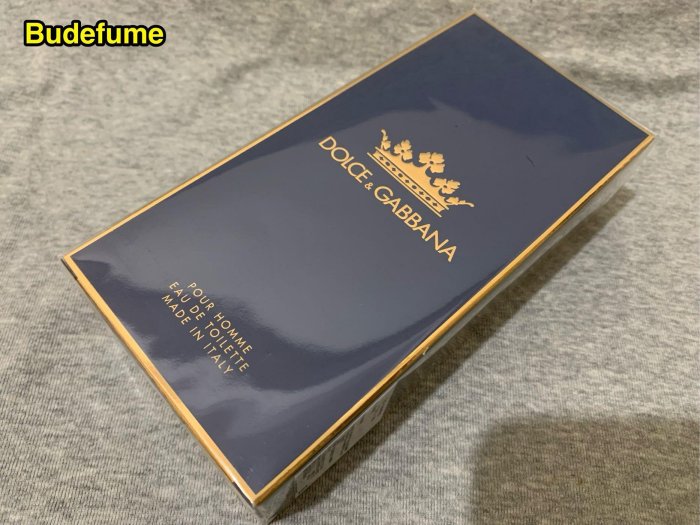 Budefume
DOLCE & GABBANA
POUR HOMME
EAU DE TOILETTE
MADE IN ITALY